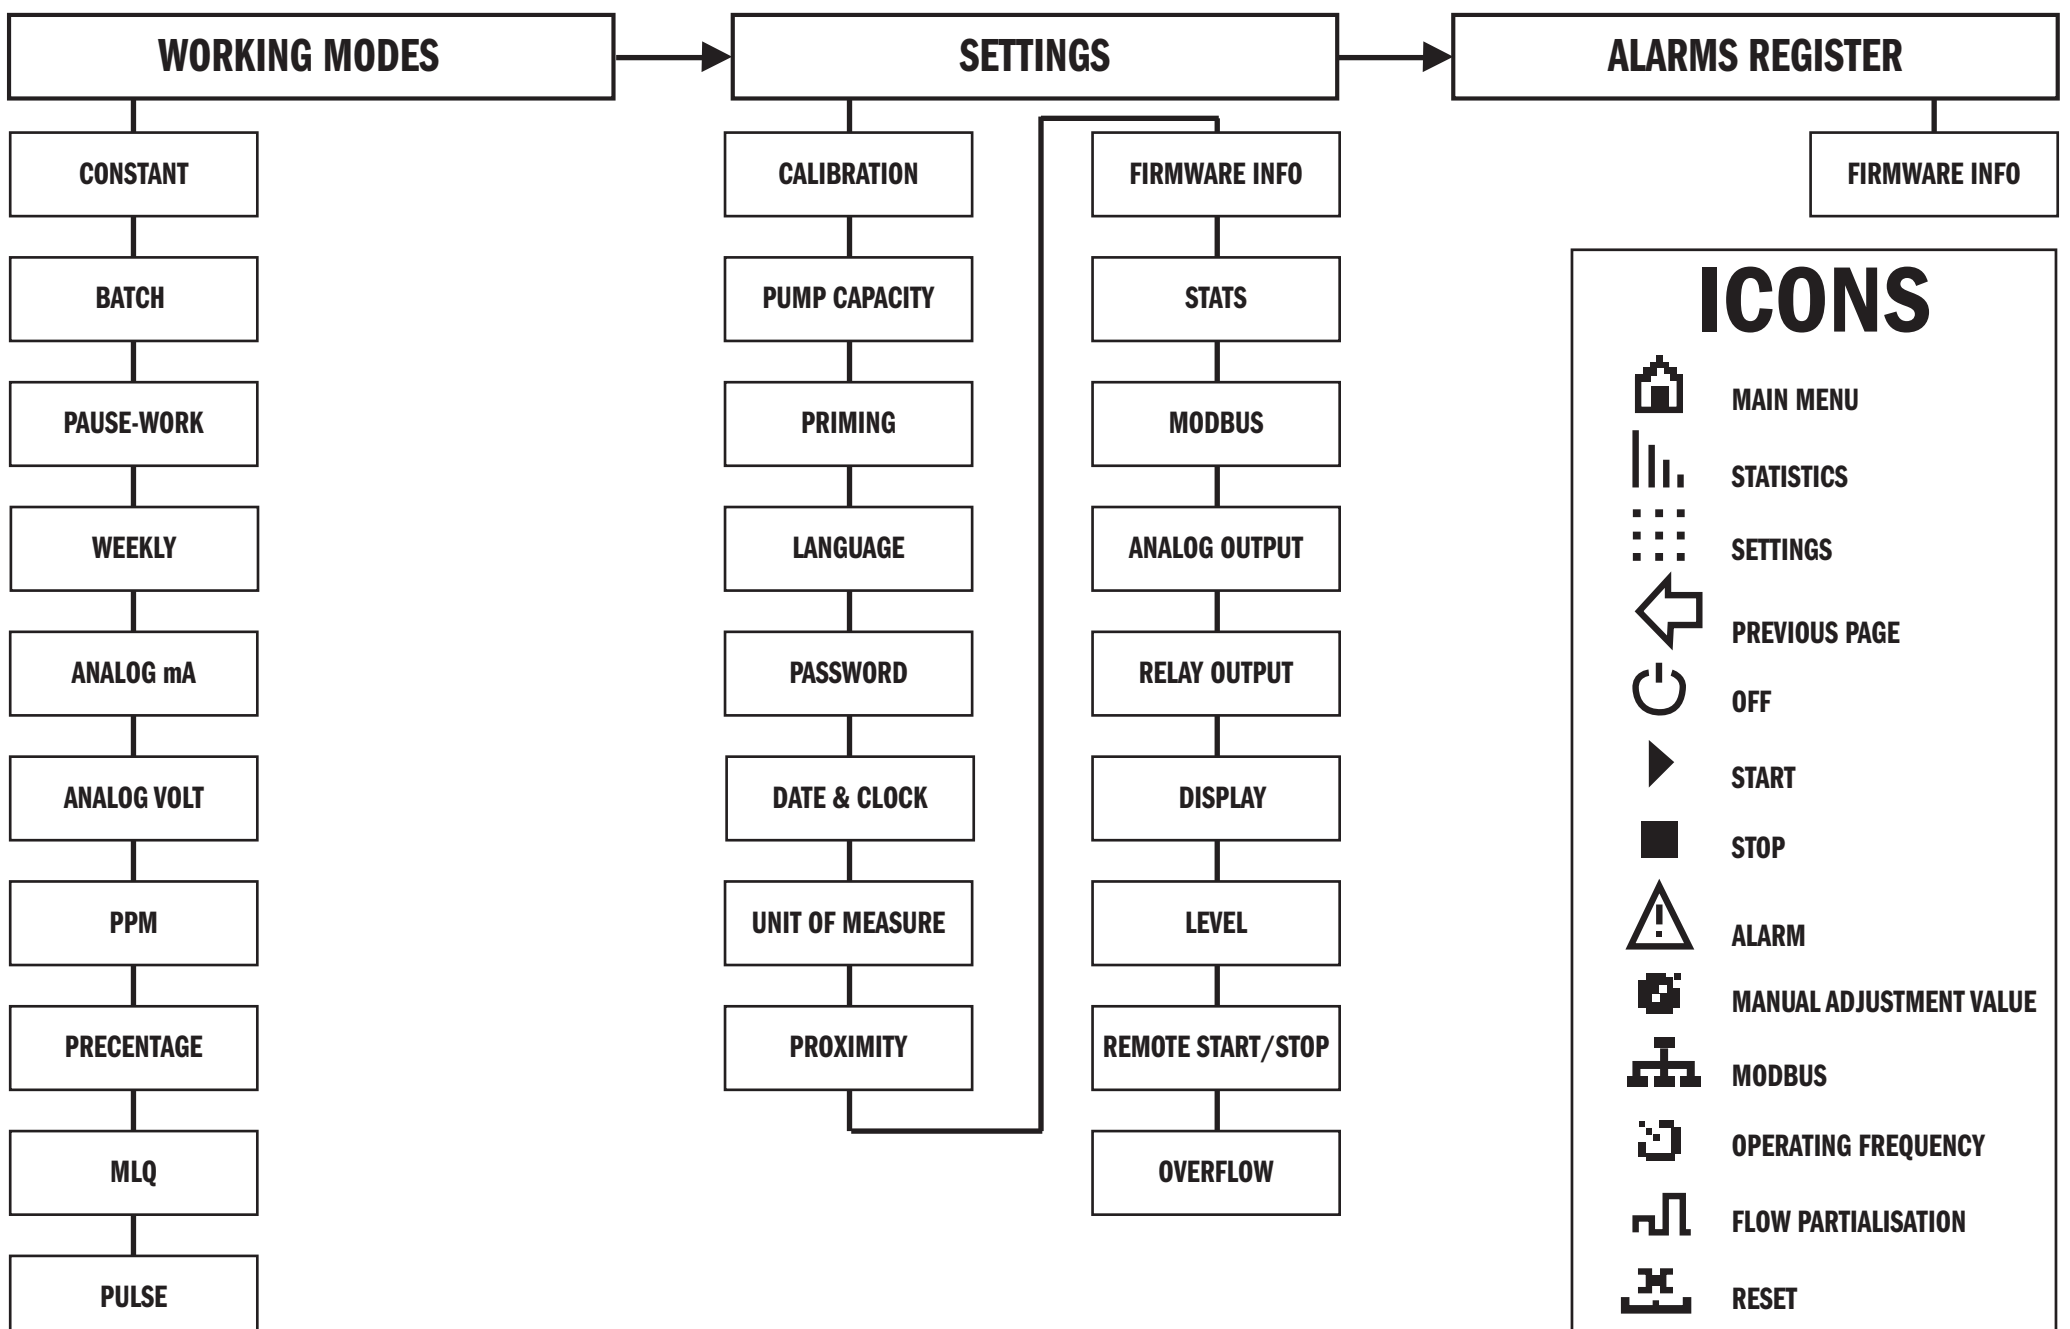 WORKING MODES
SETTINGS
ALARMS REGISTER
CONSTANT
BATCH
PAUSE-WORK
WEEKLY
ANALOG mA
ANALOG VOLT
PPM
PRECENTAGE
MLQ
PULSE
CALIBRATION
PUMP CAPACITY
PRIMING
LANGUAGE
PASSWORD
DATE & CLOCK
UNIT OF MEASURE
PROXIMITY
FIRMWARE INFO
STATS
MODBUS
ANALOG OUTPUT
RELAY OUTPUT
DISPLAY
LEVEL
REMOTE START/STOP
OVERFLOW
FIRMWARE INFO
ICONS
MAIN MENU
STATISTICS
SETTINGS
PREVIOUS PAGE
OFF
START
STOP
ALARM
MANUAL ADJUSTMENT VALUE
MODBUS
OPERATING FREQUENCY
FLOW PARTIALISATION
RESET